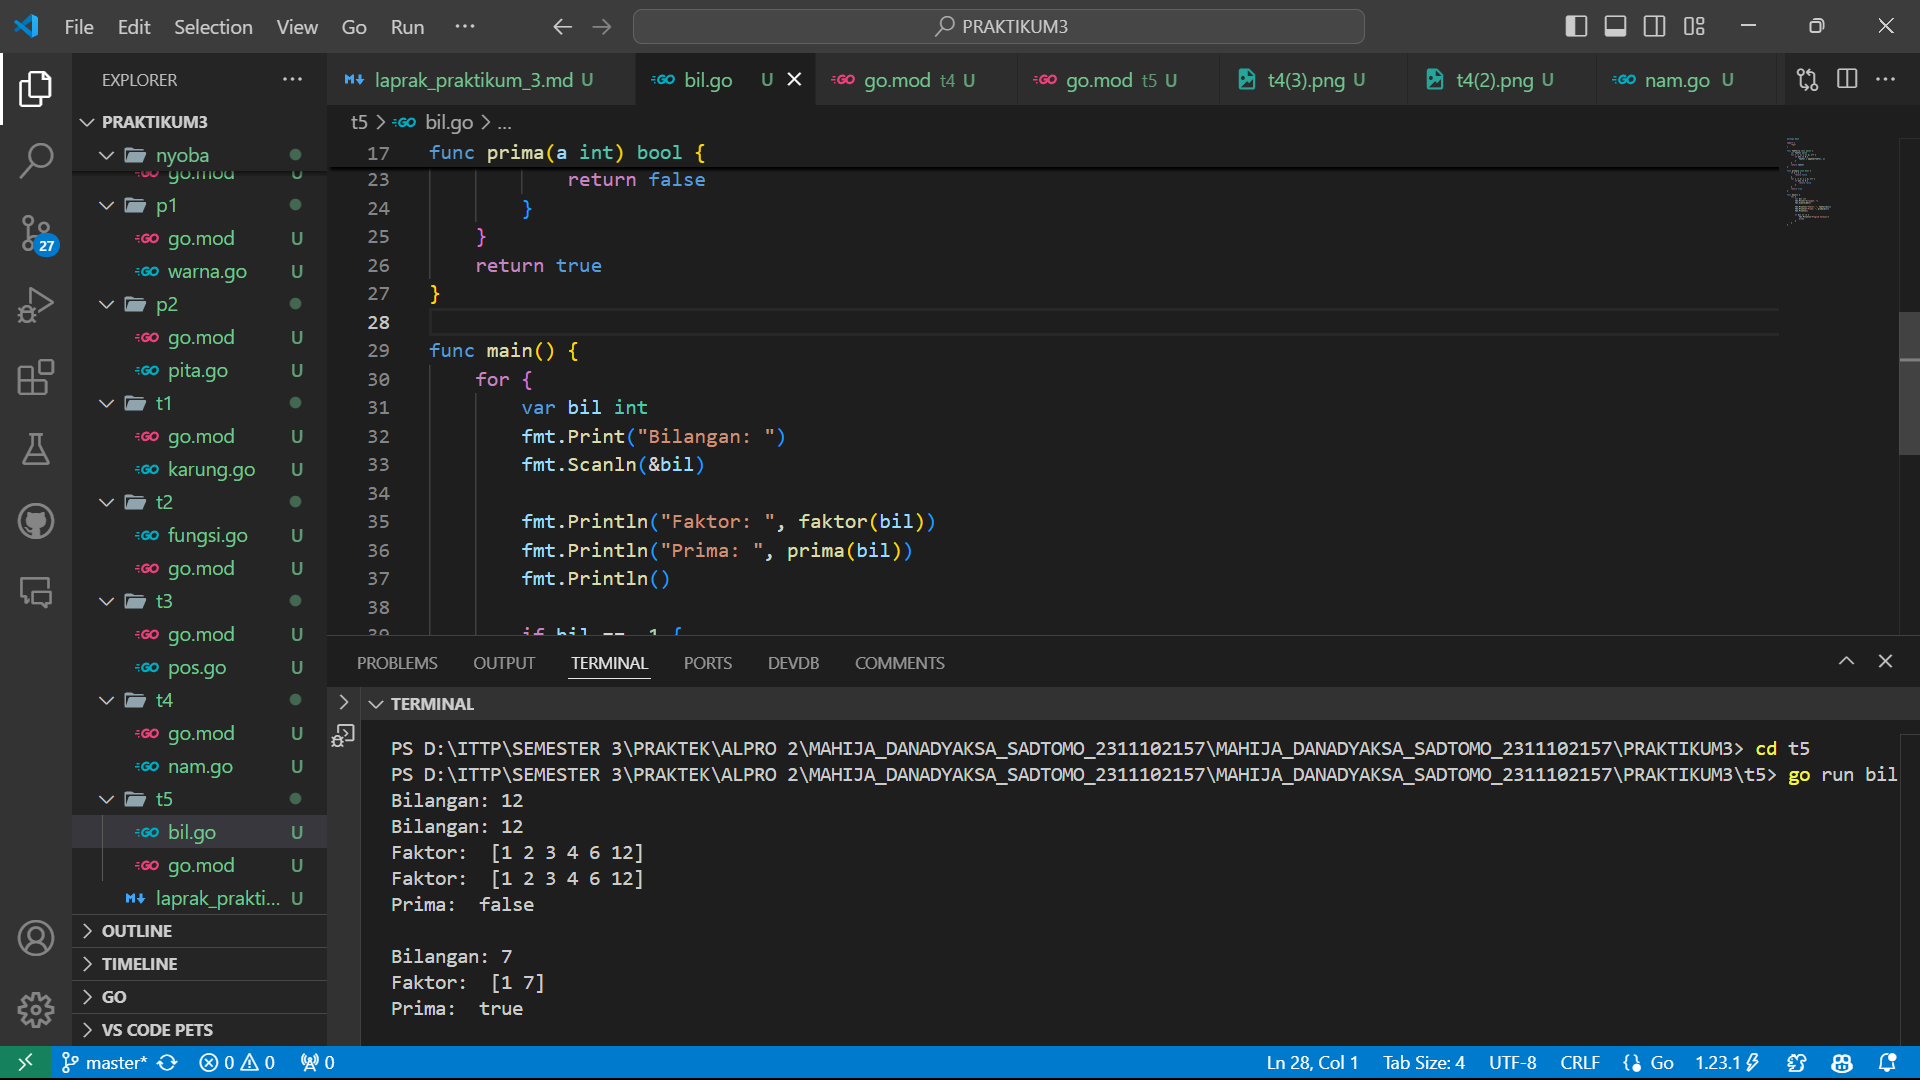 File Edit Selection View Go Run ··· PRAKTIKUM3
EXPLORER
PRAKTIKUM3
nyoba
go.mod U
p1
go.mod U
warna.go U
p2
go.mod U
pita.go U
t1
go.mod U
karung.go U
t2
fungsi.go U
go.mod U
t3
go.mod U
pos.go U
t4
go.mod U
nam.go U
t5
bil.go U
go.mod U
laprak_prakti... U
OUTLINE
TIMELINE
GO
VS CODE PETS
27
laprak_praktikum_3.md U bil.go U go.mod t4 U go.mod t5 U t4(3).png U t4(2).png U nam.go U
t5 > bil.go > ...
17 func prima(a int) bool {
23 return false
24 }
25 }
26 return true
27 }
28
29 func main() {
30 for {
31 var bil int
32 fmt.Print("Bilangan: ")
33 fmt.Scanln(&bil)
34
35 fmt.Println("Faktor: ", faktor(bil))
36 fmt.Println("Prima: ", prima(bil))
37 fmt.Println()
38
39 if bil == -1 {
PROBLEMS OUTPUT TERMINAL PORTS DEVDB COMMENTS
TERMINAL
PS D:\ITTP\SEMESTER 3\PRAKTEK\ALPRO 2\MAHIJA_DANADYAKSA_SADTOMO_2311102157\MAHIJA_DANADYAKSA_SADTOMO_2311102157\PRAKTIKUM3> cd t5
PS D:\ITTP\SEMESTER 3\PRAKTEK\ALPRO 2\MAHIJA_DANADYAKSA_SADTOMO_2311102157\MAHIJA_DANADYAKSA_SADTOMO_2311102157\PRAKTIKUM3\t5> go run bil
Bilangan: 12
Bilangan: 12
Faktor:  [1 2 3 4 6 12]
Faktor:  [1 2 3 4 6 12]
Prima:  false

Bilangan: 7
Faktor:  [1 7]
Prima:  true
master* 0 0 0 Ln 28, Col 1 Tab Size: 4 UTF-8 CRLF {} Go 1.23.1